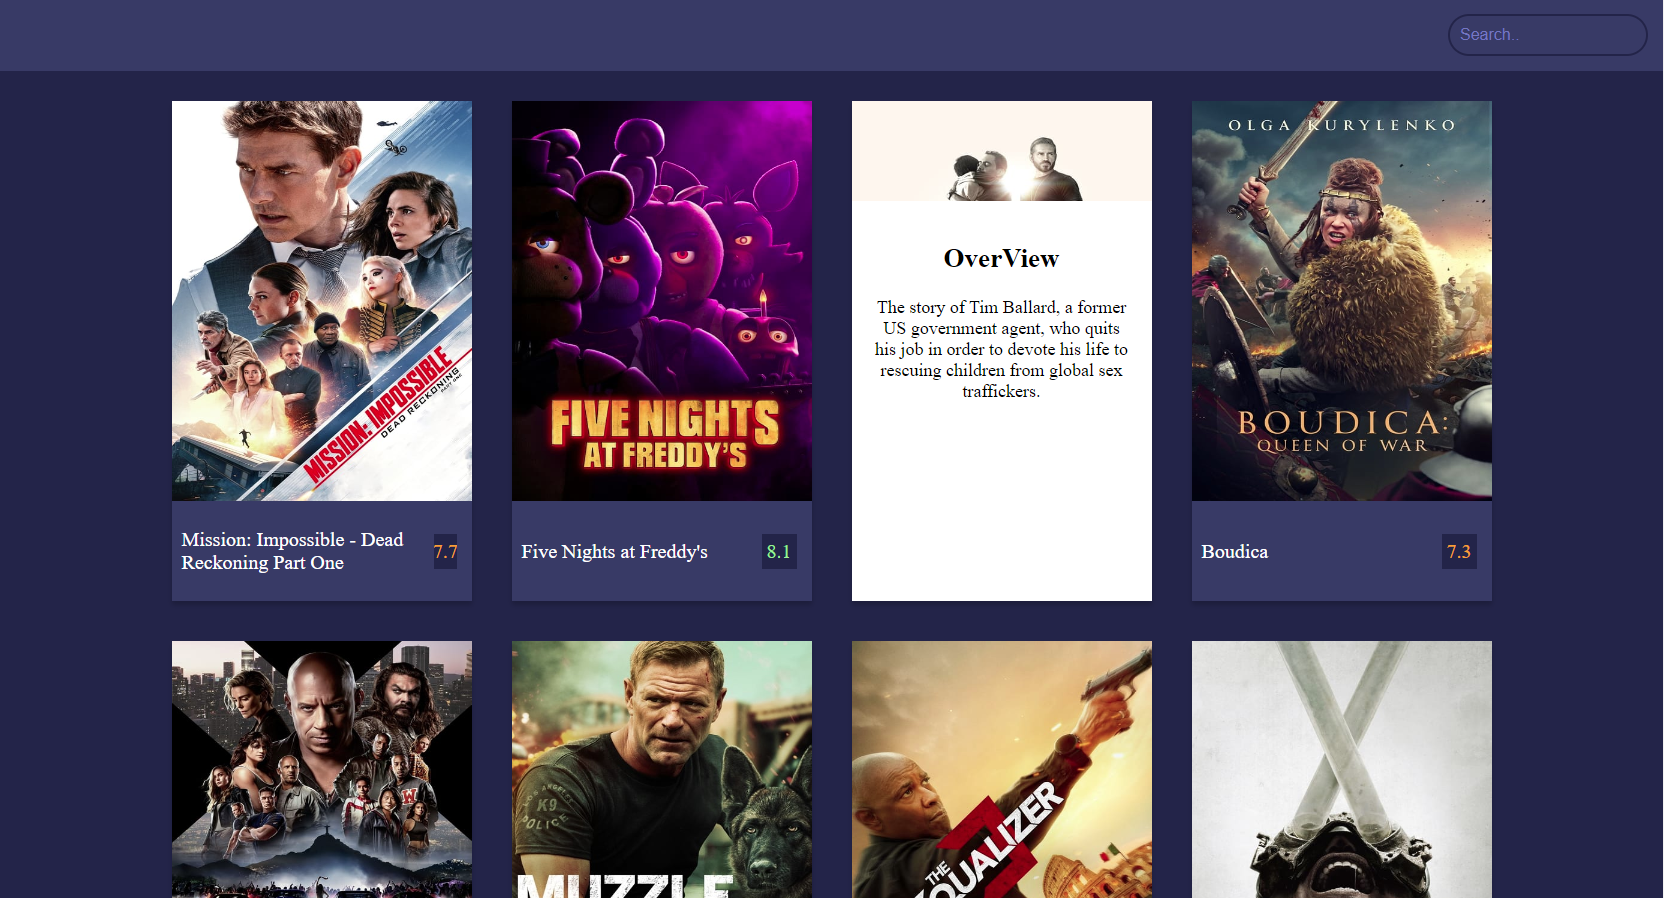 Search..
MISSION: IMPOSSIBLE
DEAD RECKONING
PART ONE
FIVE NIGHTS
AT FREDDY'S
OverView
The story of Tim Ballard, a former
US government agent, who quits
his job in order to devote his life to
rescuing children from global sex
traffickers.
OLGA KURYLENKO
BOUDICA:
QUEEN OF WAR
Mission: Impossible - Dead
Reckoning Part One
7.7
Five Nights at Freddy's
8.1
Boudica
7.3
LOS ANGELES
K9
POLICE
MUZZLE
THE
EQUALIZER
3